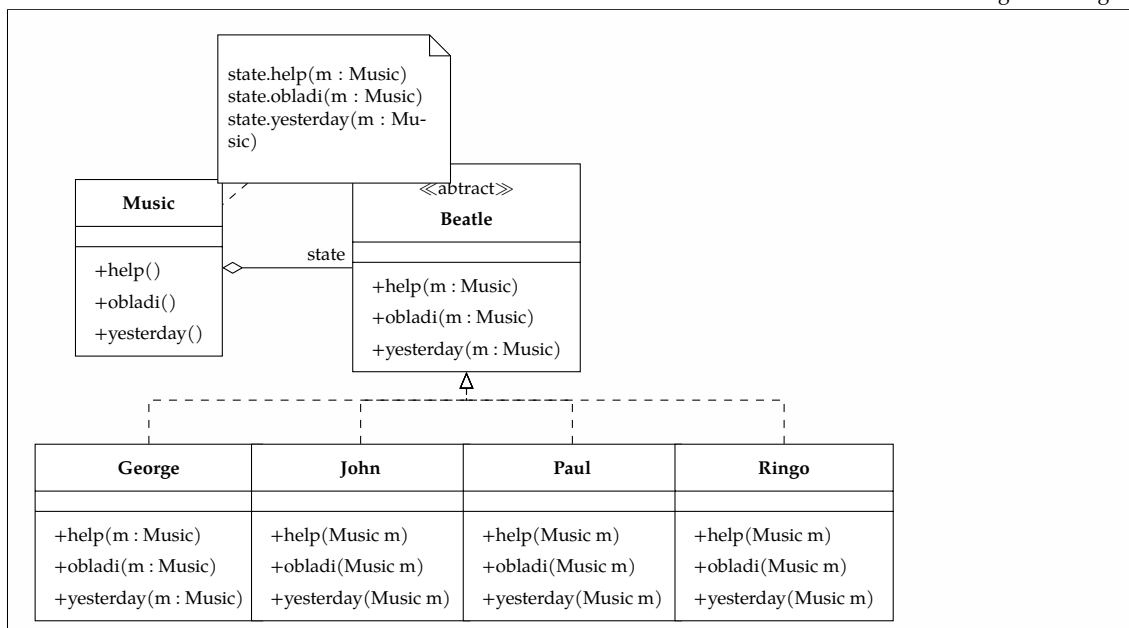 state.help(m : Music)
state.obladi(m : Music)
state.yesterday(m : Mu-
sic)
Music
+help()
+obladi()
+yesterday()
state
≪abtract≫
Beatle
+help(m : Music)
+obladi(m : Music)
+yesterday(m : Music)
George
+help(m : Music)
+obladi(m : Music)
+yesterday(m : Music)
John
+help(Music m)
+obladi(Music m)
+yesterday(Music m)
Paul
+help(Music m)
+obladi(Music m)
+yesterday(Music m)
Ringo
+help(Music m)
+obladi(Music m)
+yesterday(Music m)